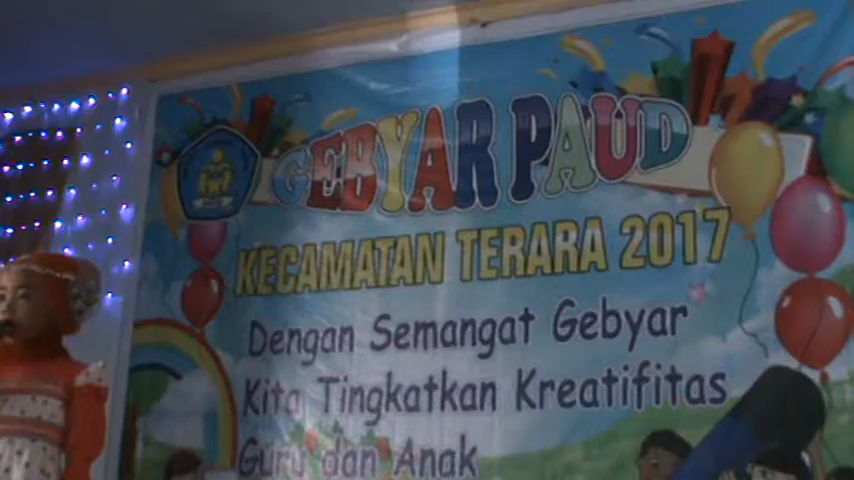 GEBYAR PAUD
KECAMATAN TERARA 2017
Dengan Semangat Gebyar
Kita Tingkatkan Kreatifitas
Guru dan Anak